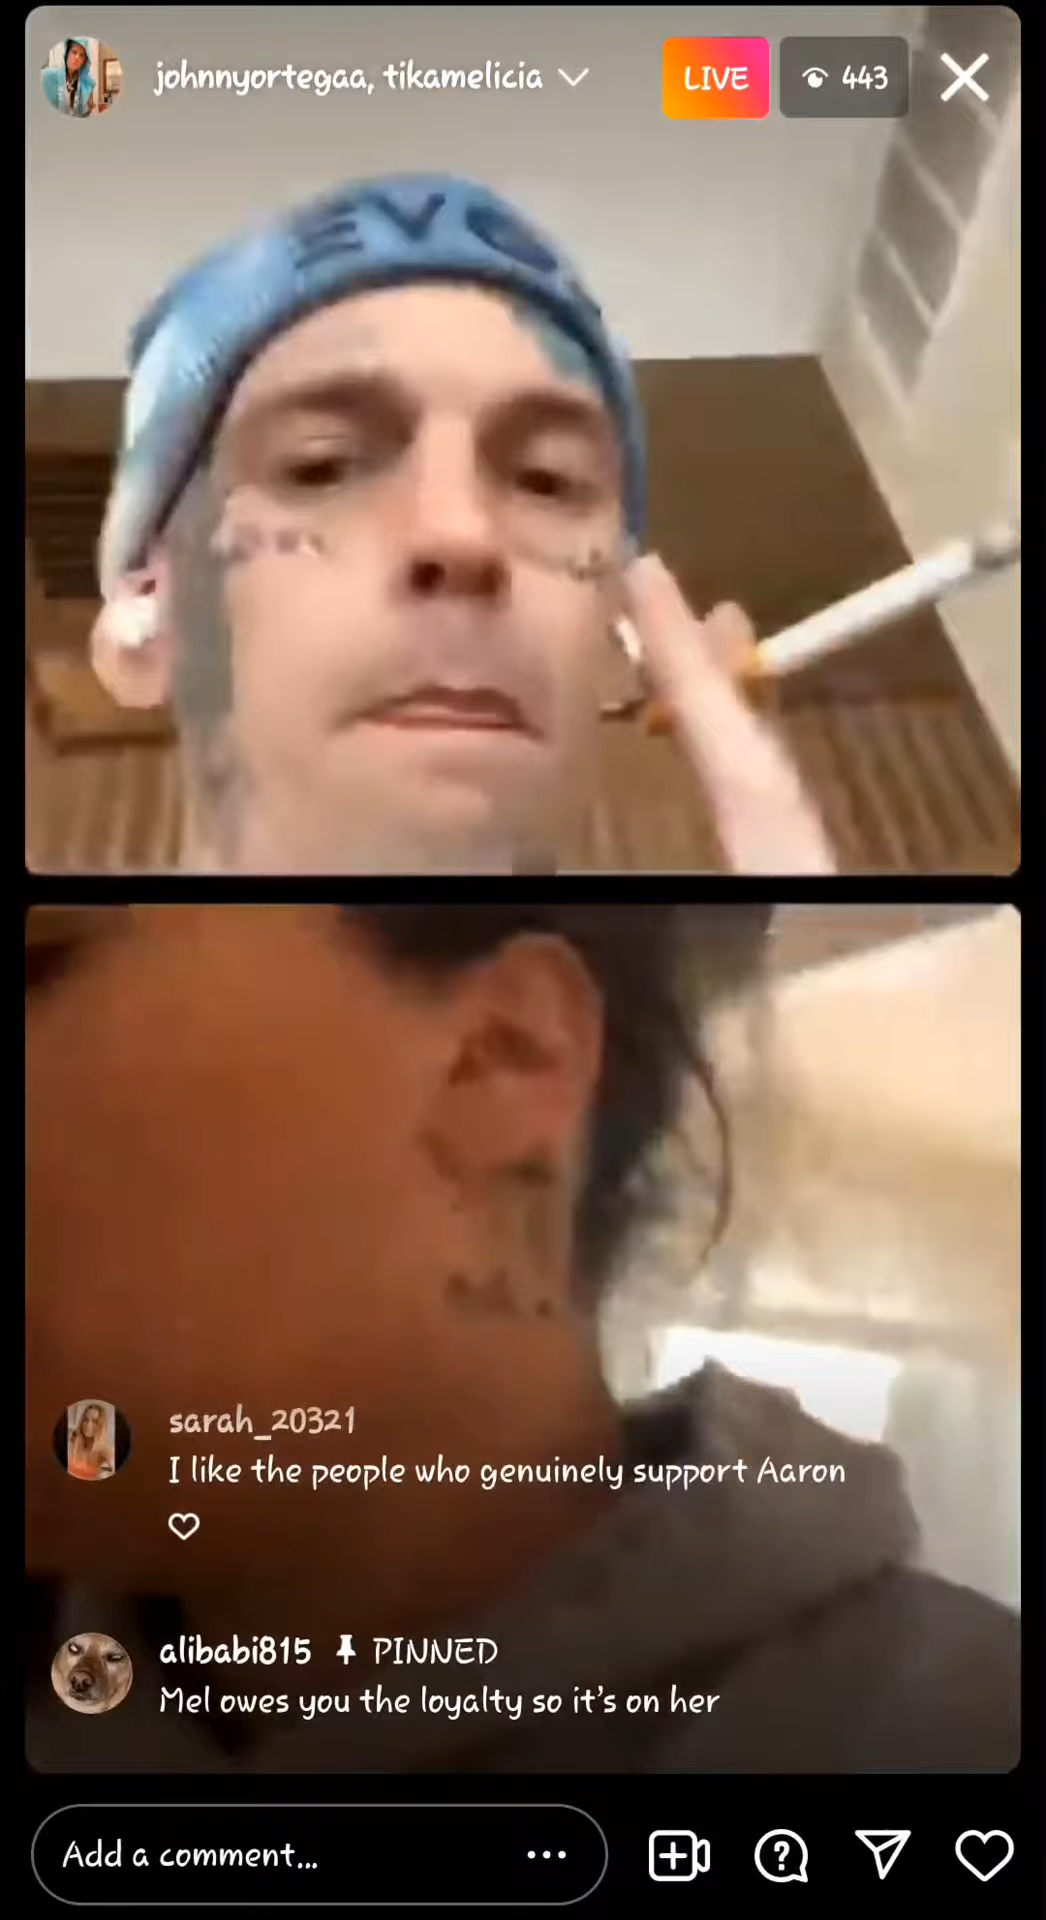 johnnyortegaa, tikamelicia
LIVE
443
EVO
sarah_20321
I like the people who genuinely support Aaron
♡
alibabi815 PINNED
Mel owes you the loyalty so it's on her
Add a comment...